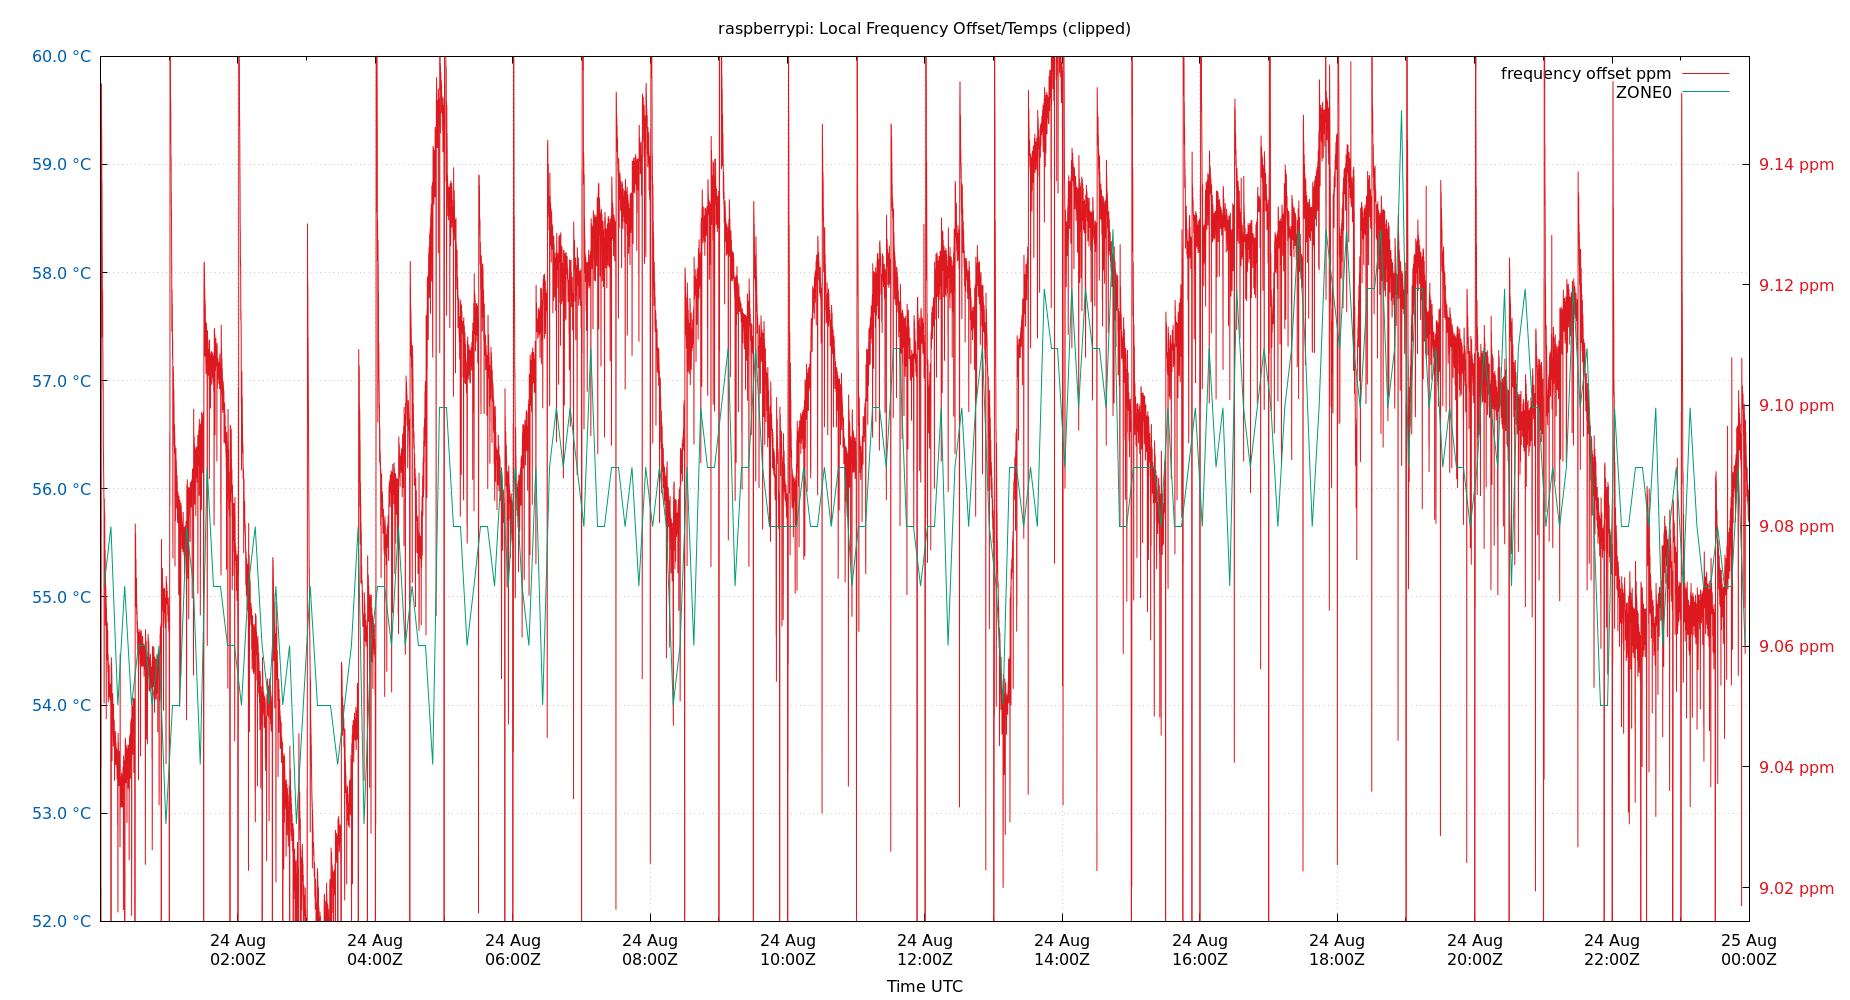 raspberrypi: Local Frequency Offset/Temps (clipped)
frequency offset ppm
ZONE0
60.0 °C
59.0 °C
58.0 °C
57.0 °C
56.0 °C
55.0 °C
54.0 °C
53.0 °C
52.0 °C
9.14 ppm
9.12 ppm
9.10 ppm
9.08 ppm
9.06 ppm
9.04 ppm
9.02 ppm
24 Aug 24 Aug 24 Aug 24 Aug 24 Aug 24 Aug 24 Aug 24 Aug 24 Aug 24 Aug 24 Aug 25 Aug
02:00Z 04:00Z 06:00Z 08:00Z 10:00Z 12:00Z 14:00Z 16:00Z 18:00Z 20:00Z 22:00Z 00:00Z
Time UTC